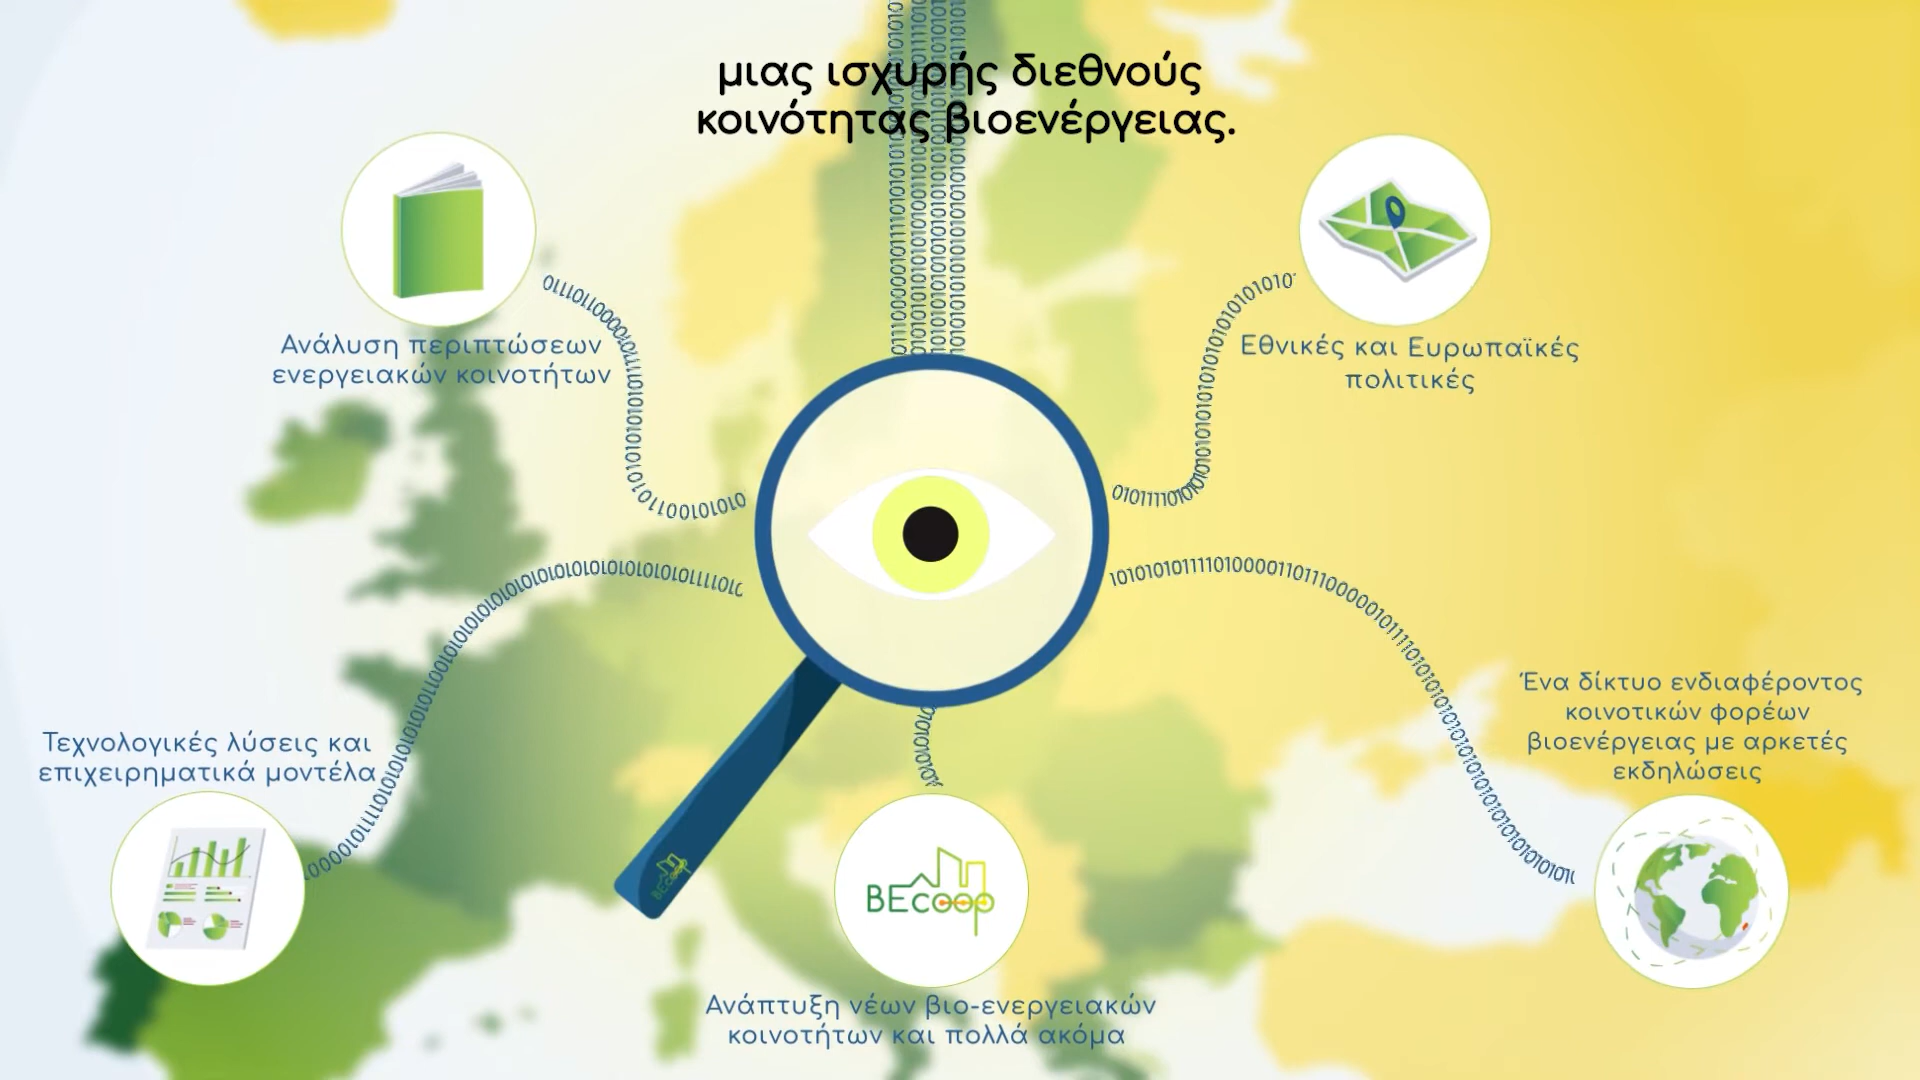 μιας ισχυρής διεθνούς
κοινότητας βιοενέργειας.
Ανάλυση περιπτώσεων
ενεργειακών κοινοτήτων
Εθνικές και Ευρωπαϊκές
πολιτικές
Τεχνολογικές λύσεις και
επιχειρηματικά μοντέλα
Ένα δίκτυο ενδιαφέροντος
κοινοτικών φορέων
βιοενέργειας με αρκετές
εκδηλώσεις
BECOOP
BECOOP
Ανάπτυξη νέων βιο-ενεργειακών
κοινοτήτων και πολλά ακόμα